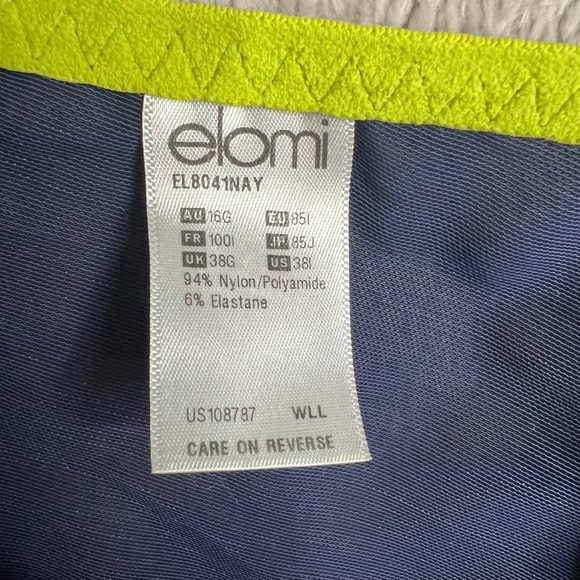 elomi
EL8041NAY
AU 16G EU 85I
FR 100I JP 85J
UK 38G US 38I
94% Nylon/Polyamide
6% Elastane
US108787 WLL
CARE ON REVERSE